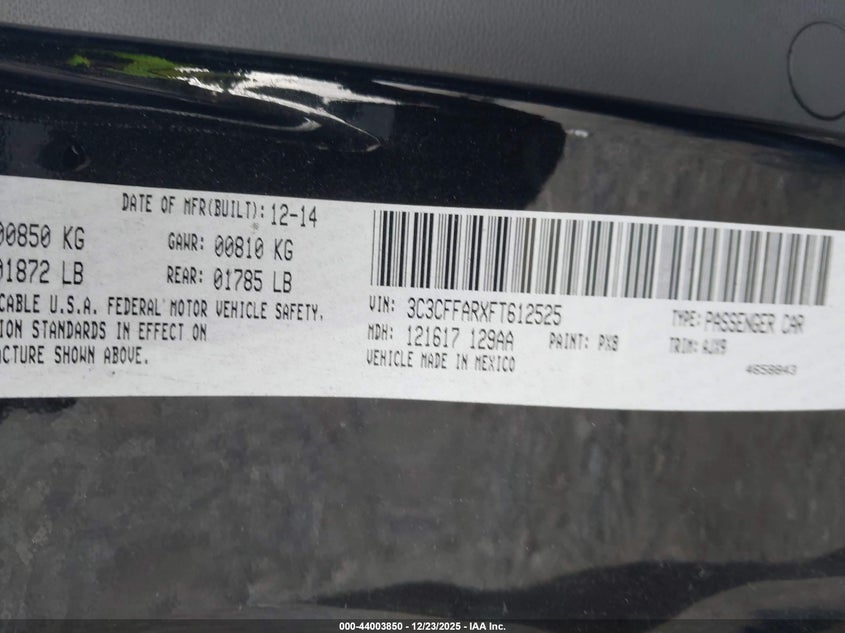 DATE OF MFR(BUILT): 12-14
00850 KG GAWR: 00810 KG
01872 LB REAR: 01785 LB
CABLE U.S.A. FEDERAL MOTOR VEHICLE SAFETY,
ION STANDARDS IN EFFECT ON
ACTURE SHOWN ABOVE.
VIN: 3C3CFFARXFT612525 TYPE: PASSENGER CAR
MDH: 121617 129AA PAINT: PX8 TRIM: AJX9
VEHICLE MADE IN MEXICO 4658843
000-44003850 - 12/23/2025 - IAA Inc.